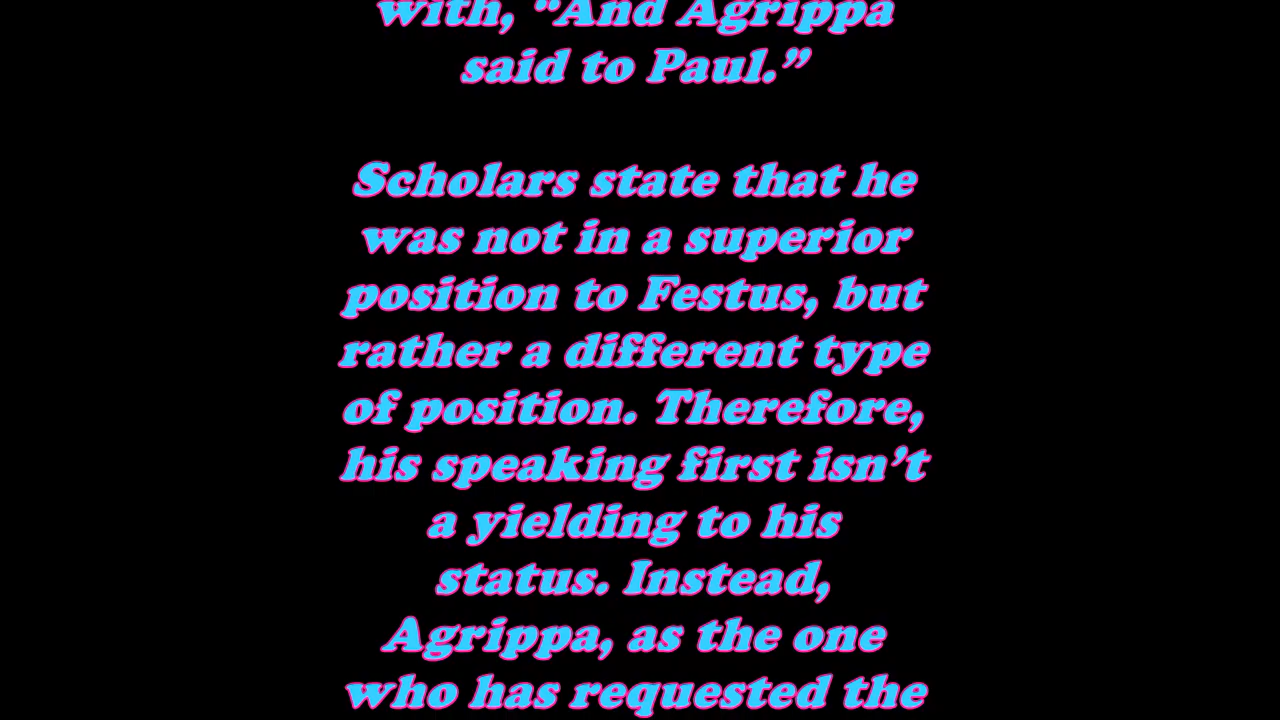 with, “And Agrippa
said to Paul.”
Scholars state that he
was not in a superior
position to Festus, but
rather a different type
of position. Therefore,
his speaking first isn’t
a yielding to his
status. Instead,
Agrippa, as the one
who has requested the